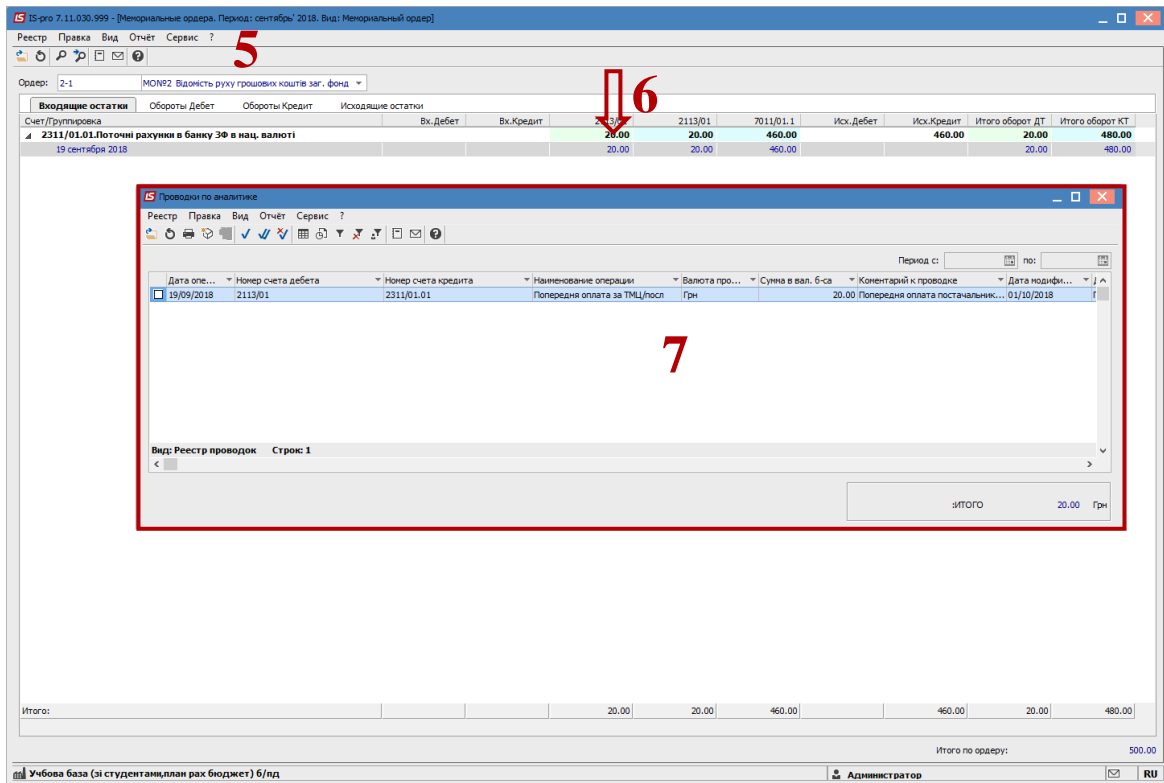 IS-pro 7.11.030.999 - [Мемориальные ордера. Период: сентябрь' 2018. Вид: Мемориальный ордер]
Реестр Правка Вид Отчёт Сервис ?
5
Ордер: 2-1 МОNº2 Відомість руху грошових коштів заг. фонд
6
Входящие остатки Обороты Дебет Обороты Кредит Исходящие остатки
Счет/Группировка Вх.Дебет Вх.Кредит 2113/01 2113/01 7011/01.1 Исх.Дебет Исх.Кредит Итого оборот ДТ Итого оборот КТ
2311/01.01.Поточні рахунки в банку ЗФ в нац. валюті 20.00 20.00 460.00 460.00 20.00 480.00
19 сентября 2018 20.00 20.00 460.00 20.00 480.00
Проводки по аналитике
Реестр Правка Вид Отчёт Сервис ?
Период с: по:
Дата опе... Номер счета дебета Номер счета кредита Наименование операции Валюта про... Сумма в вал. б-са Коментарий к проводке Дата модифи...
19/09/2018 2113/01 2311/01.01 Попередня оплата за ТМЦ/посл Грн 20.00 Попередня оплата постачальник... 01/10/2018
7
Вид: Реестр проводок Строк: 1
:ИТОГО 20.00 Грн
Итого: 20.00 20.00 460.00 460.00 20.00 480.00
Итого по ордеру: 500.00
Учбова база (зі студентами,план рах бюджет) б/пд Администратор RU